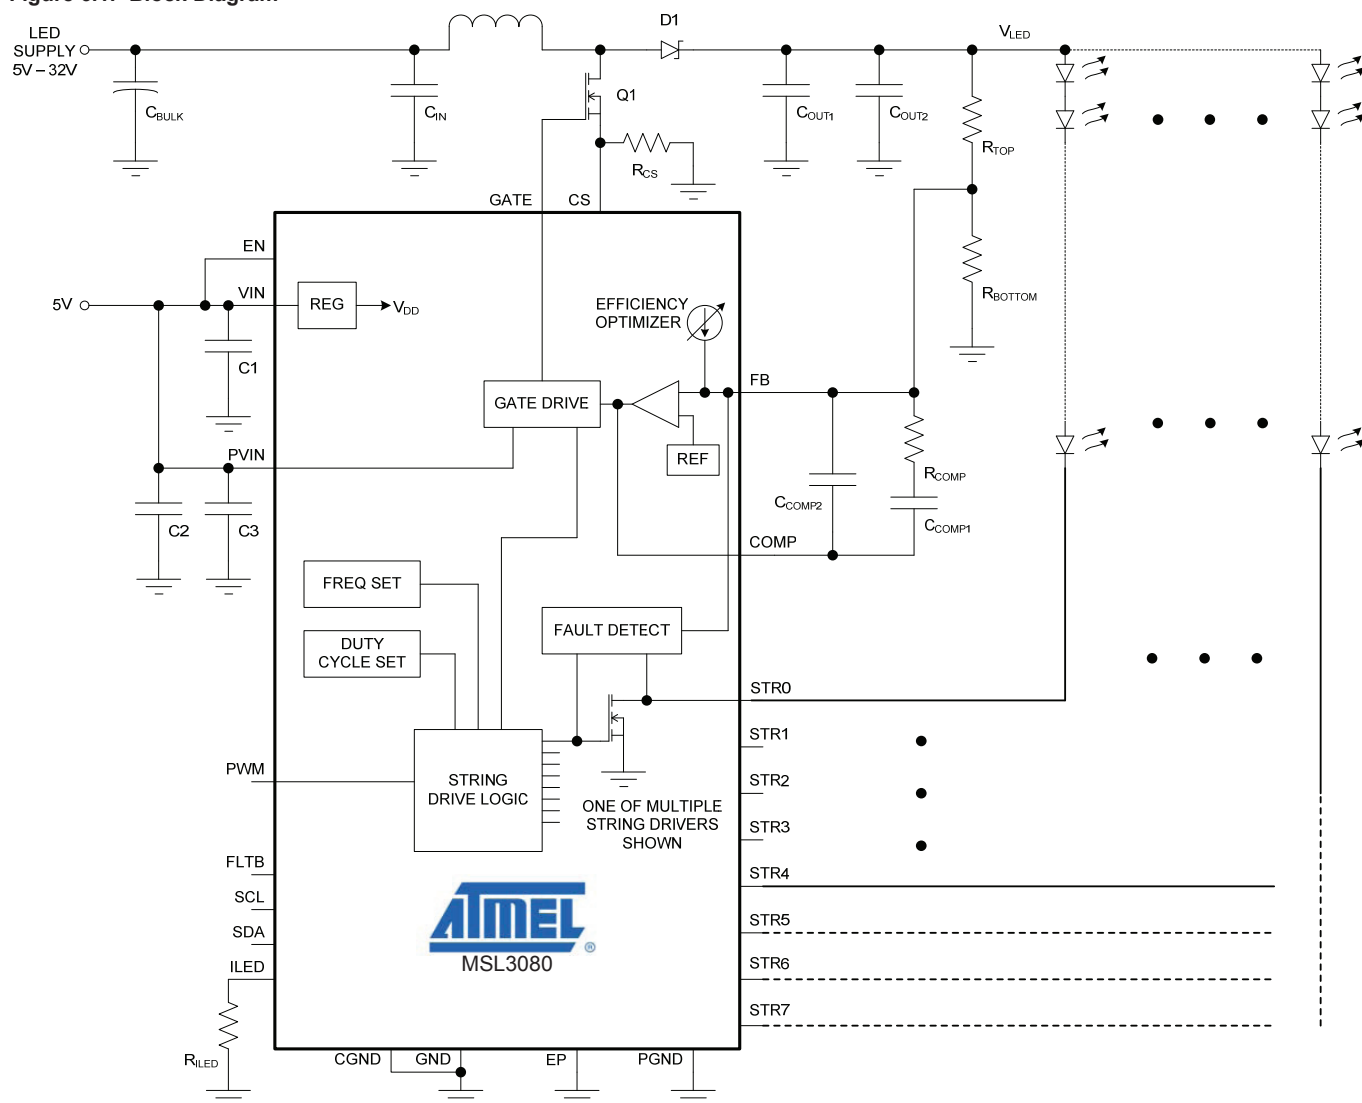 LED
SUPPLY
5V – 32V
D1
VLED
CBULK
CIN
Q1
COUT1
COUT2
RTOP
RCS
GATE
CS
EN
VIN
5V
REG
VDD
EFFICIENCY
OPTIMIZER
RBOTTOM
C1
FB
GATE DRIVE
PVIN
REF
RCOMP
CCOMP2
CCOMP1
C2
C3
COMP
FREQ SET
FAULT DETECT
DUTY
CYCLE SET
STR0
STR1
PWM
STRING
DRIVE LOGIC
STR2
ONE OF MULTIPLE
STRING DRIVERS
SHOWN
STR3
FLTB
STR4
SCL
ATMEL
®
STR5
SDA
MSL3080
STR6
ILED
STR7
RILED
CGND
GND
EP
PGND